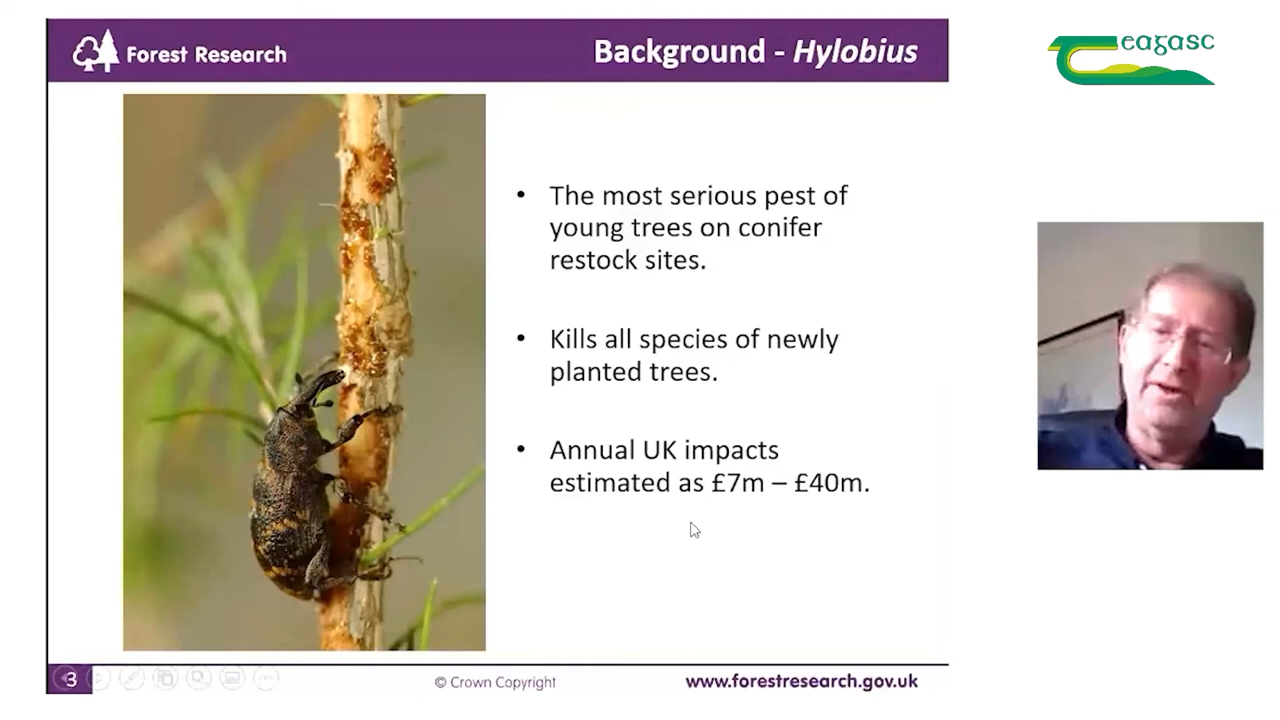 Forest Research
Background - Hylobius
eagasc
• The most serious pest of
young trees on conifer
restock sites.
• Kills all species of newly
planted trees.
• Annual UK impacts
estimated as £7m – £40m.
3
© Crown Copyright
www.forestresearch.gov.uk